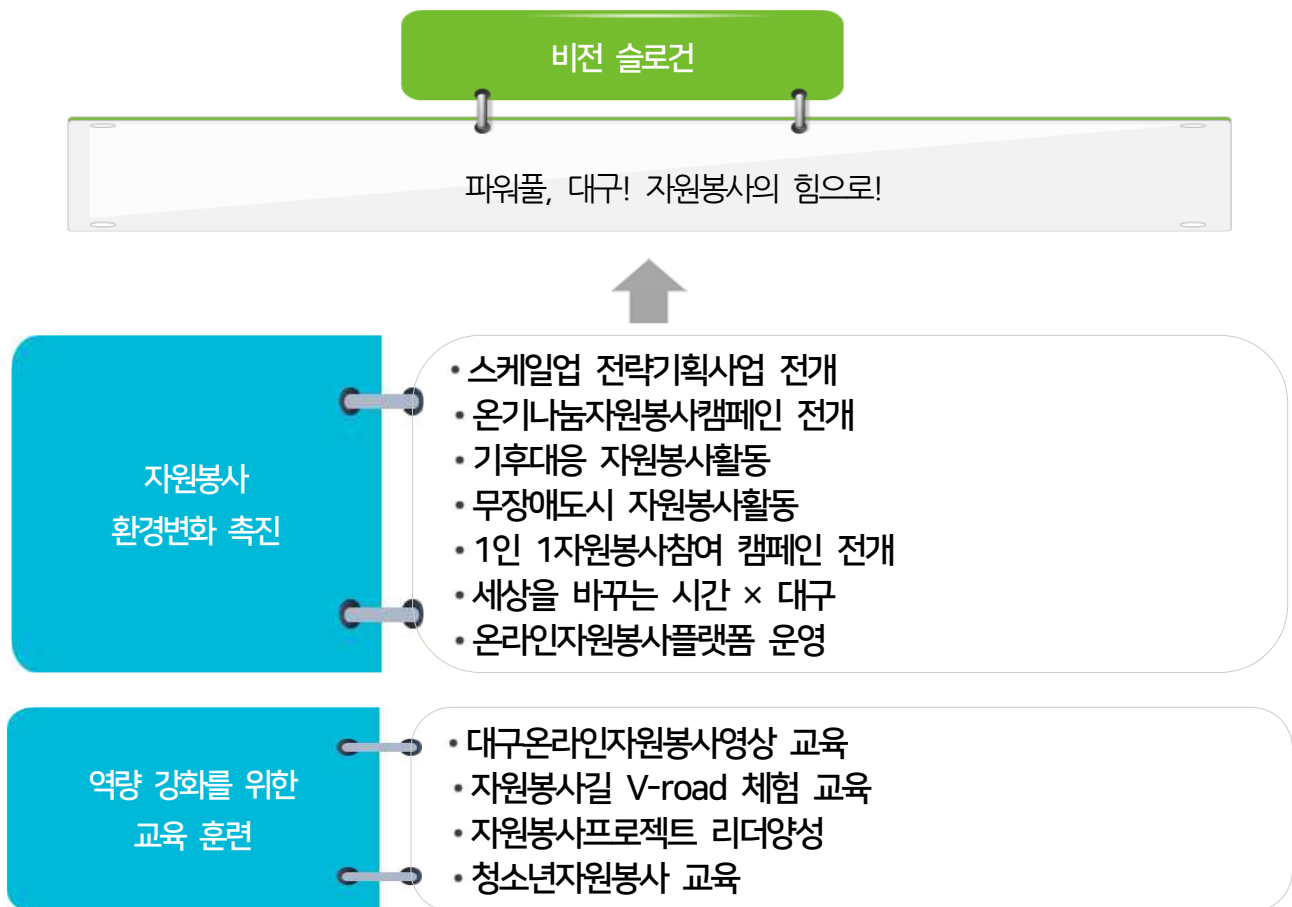 비전 슬로건
파워풀, 대구! 자원봉사의 힘으로!
자원봉사
환경변화 촉진
• 스케일업 전략기획사업 전개
• 온기나눔자원봉사캠페인 전개
• 기후대응 자원봉사활동
• 무장애도시 자원봉사활동
• 1인 1자원봉사참여 캠페인 전개
• 세상을 바꾸는 시간 × 대구
• 온라인자원봉사플랫폼 운영
역량 강화를 위한
교육 훈련
• 대구온라인자원봉사영상 교육
• 자원봉사길 V-road 체험 교육
• 자원봉사프로젝트 리더양성
• 청소년자원봉사 교육